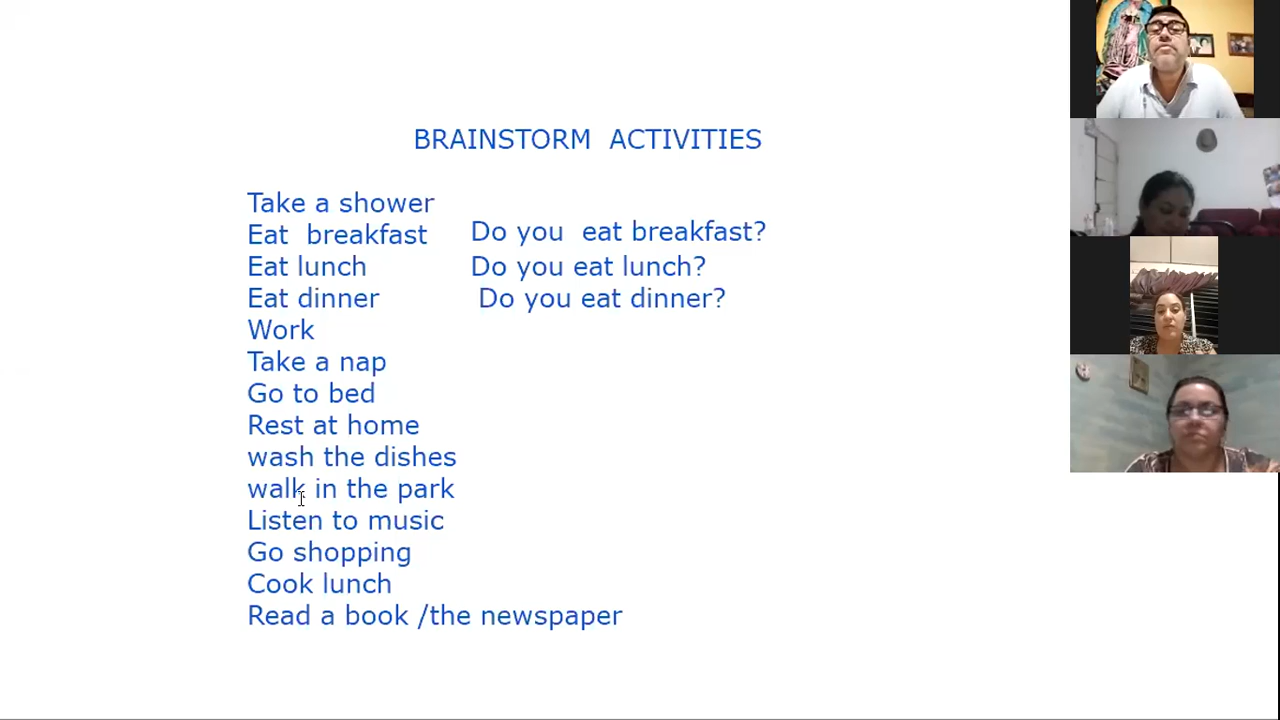 BRAINSTORM ACTIVITIES
Take a shower
Eat breakfast Do you eat breakfast?
Eat lunch Do you eat lunch?
Eat dinner Do you eat dinner?
Work
Take a nap
Go to bed
Rest at home
wash the dishes
walk in the park
Listen to music
Go shopping
Cook lunch
Read a book /the newspaper